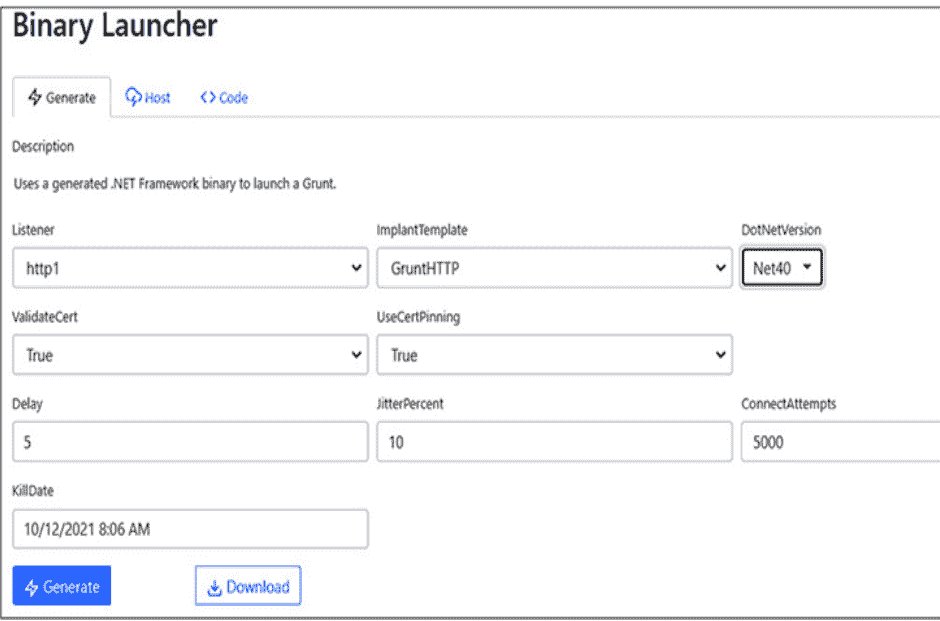 Binary Launcher
Generate Host Code
Description
Uses a generated .NET Framework binary to launch a Grunt.
Listener ImplantTemplate DotNetVersion
http1 GruntHTTP Net40
ValidateCert UseCertPinning
True True
Delay JitterPercent ConnectAttempts
5 10 5000
KillDate
10/12/2021 8:06 AM
Generate Download